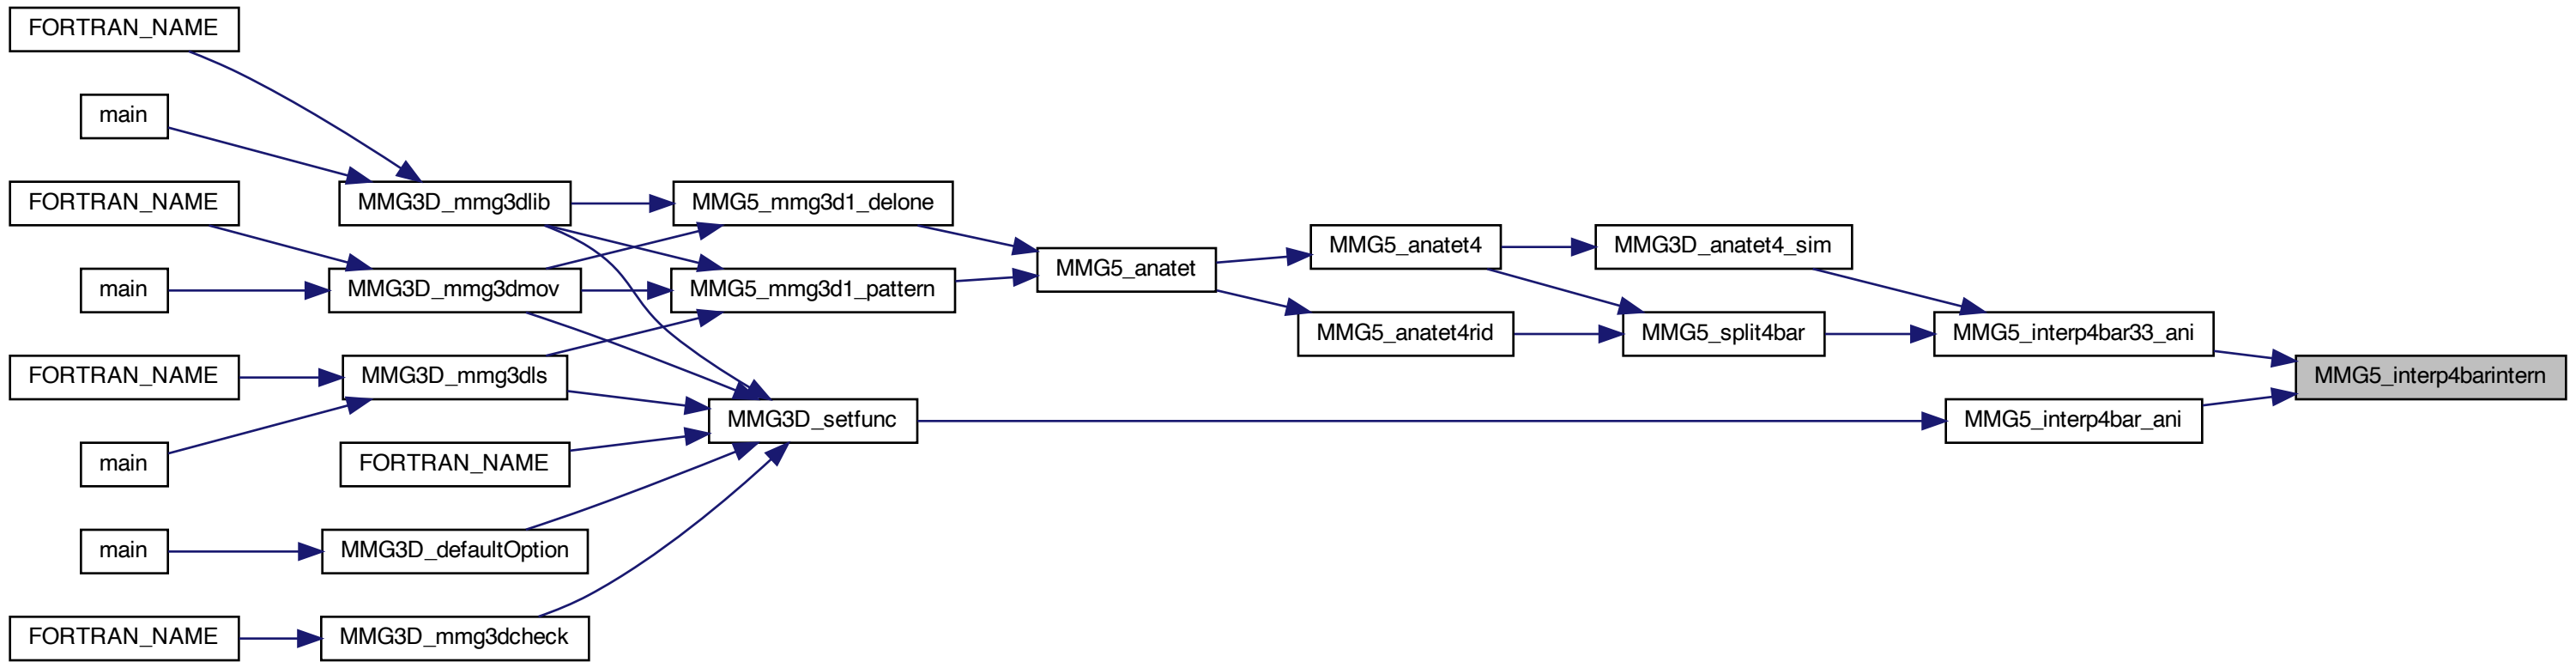 FORTRAN_NAME
main
FORTRAN_NAME
MMG3D_mmg3dlib
MMG5_mmg3d1_delone
MMG5_anatet4
MMG3D_anatet4_sim
MMG5_anatet
main
MMG3D_mmg3dmov
MMG5_mmg3d1_pattern
MMG5_anatet4rid
MMG5_split4bar
MMG5_interp4bar33_ani
FORTRAN_NAME
MMG3D_mmg3dls
MMG5_interp4barintern
MMG3D_setfunc
MMG5_interp4bar_ani
main
FORTRAN_NAME
main
MMG3D_defaultOption
FORTRAN_NAME
MMG3D_mmg3dcheck